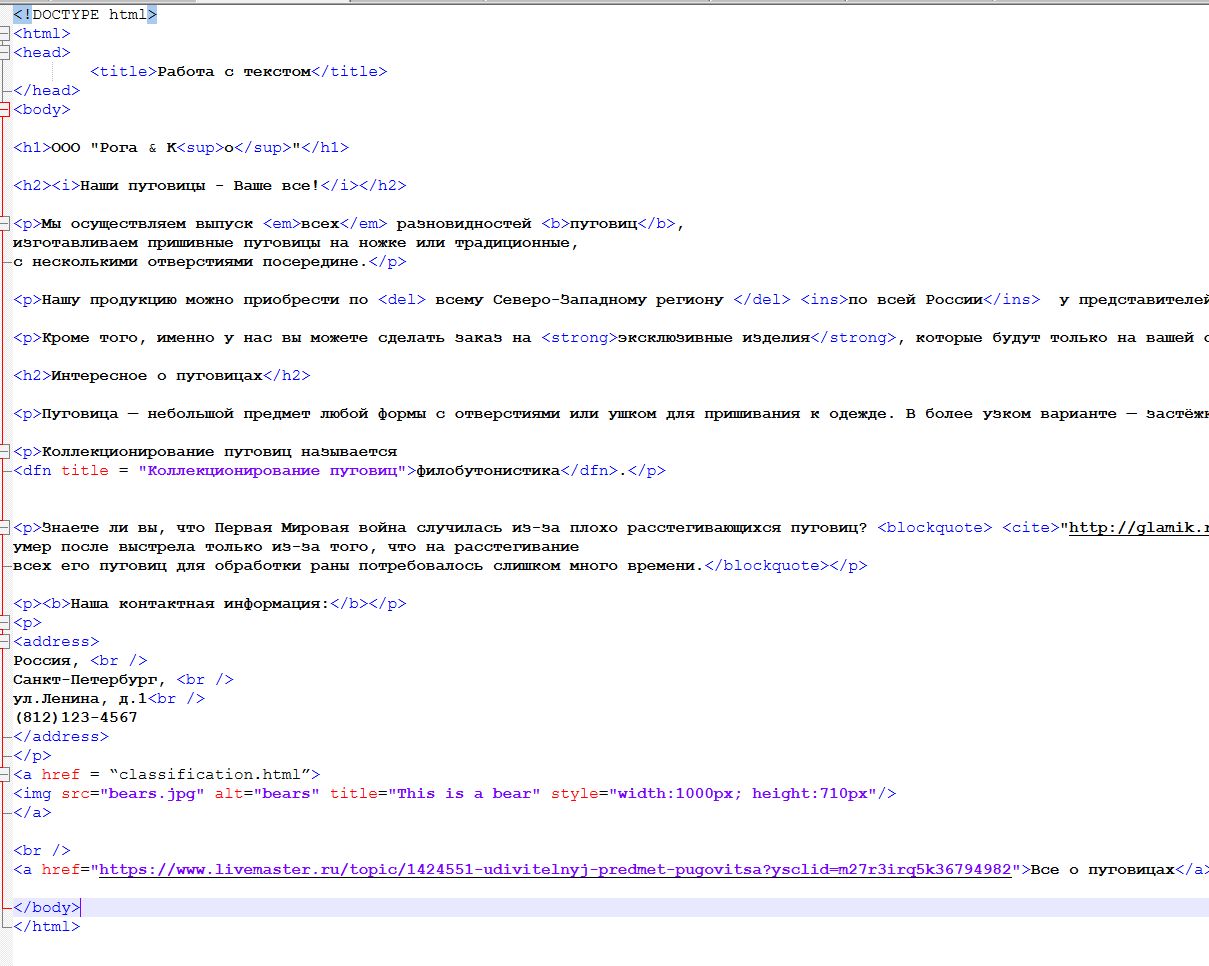 <!DOCTYPE html>
<html>
<head>
<title>Работа с текстом</title>
</head>
<body>
<h1>ООО "Рога & К<sup>о</sup>"</h1>
<h2><i>Наши пуговицы - Ваше все!</i></h2>
<p>Мы осуществляем выпуск <em>всех</em> разновидностей <b>пуговиц</b>,
изготавливаем пришивные пуговицы на ножке или традиционные,
с несколькими отверстиями посередине.</p>
<p>Нашу продукцию можно приобрести по <del> всему Северо-Западному региону </del> <ins>по всей России</ins>  у представителей
<p>Кроме того, именно у нас вы можете сделать заказ на <strong>эксклюзивные изделия</strong>, которые будут только на вашей
<h2>Интересное о пуговицах</h2>
<p>Пуговица — небольшой предмет любой формы с отверстиями или ушком для пришивания к одежде. В более узком варианте —
<p>Коллекционирование пуговиц называется
<dfn title = "Коллекционирование пуговиц">филобутонистика</dfn>.</p>
<p>Знаете ли вы, что Первая Мировая война случилась из-за плохо расстегивающихся пуговиц? <blockquote> <cite>"http://glamik.r
умер после выстрела только из-за того, что на расстегивание
всех его пуговиц для обработки раны потребовалось слишком много времени.</blockquote></p>
<p><b>Наша контактная информация:</b></p>
<p>
<address>
Россия, <br />
Санкт-Петербург, <br />
ул.Ленина, д.1<br />
(812)123-4567
</address>
</p>
<a href = “classification.html”>
<img src="bears.jpg" alt="bears" title="This is a bear" style="width:1000px; height:710px"/>
</a>
<br />
<a href="https://www.livemaster.ru/topic/1424551-udivitelnyj-predmet-pugovitsa?ysclid=m27r3irq5k36794982">Все о пуговицах</a>
</body>
</html>